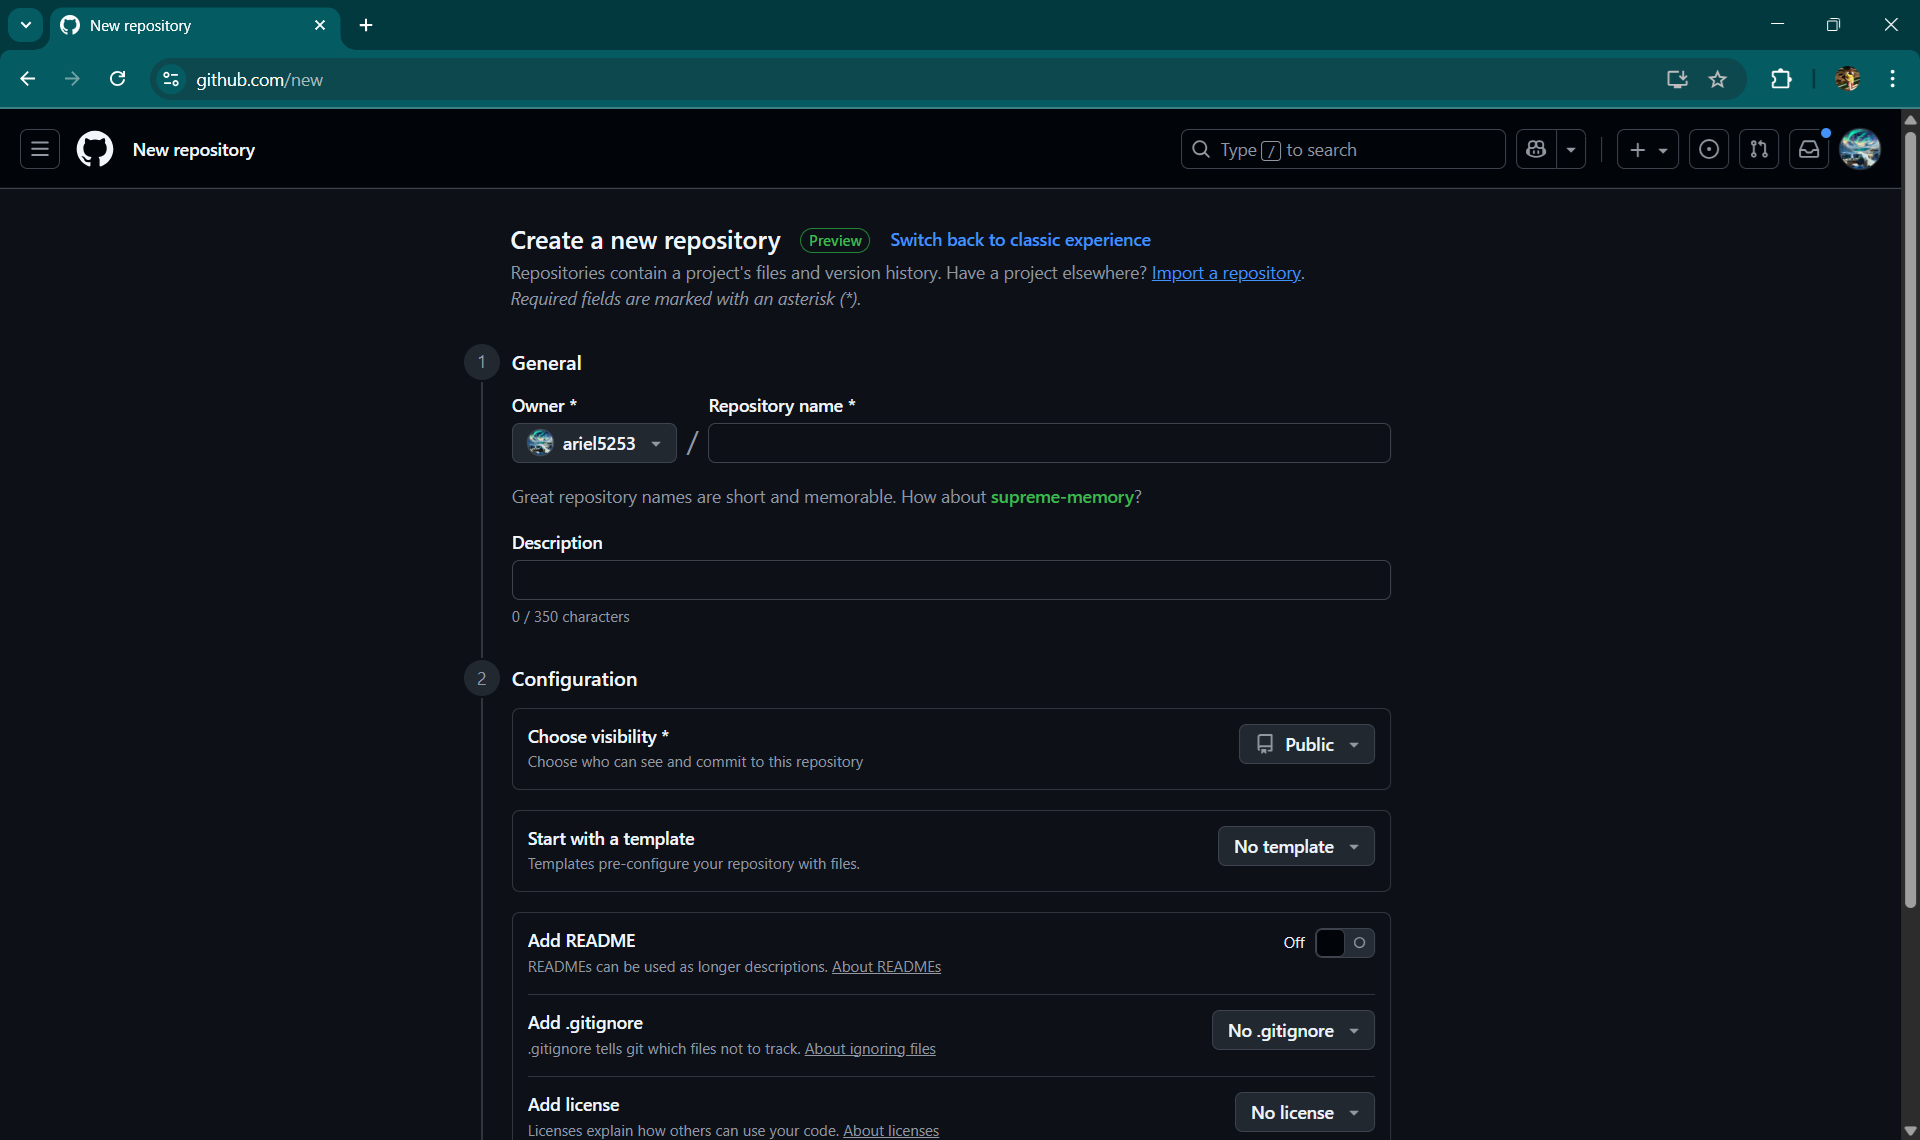 New repository
github.com/new
New repository
Type / to search
Create a new repository Preview Switch back to classic experience
Repositories contain a project's files and version history. Have a project elsewhere? Import a repository.
Required fields are marked with an asterisk (*).
1 General
Owner * Repository name *
ariel5253 /
Great repository names are short and memorable. How about supreme-memory?
Description
0 / 350 characters
2 Configuration
Choose visibility * Public
Choose who can see and commit to this repository
Start with a template No template
Templates pre-configure your repository with files.
Add README Off
READMEs can be used as longer descriptions. About READMEs
Add .gitignore No .gitignore
.gitignore tells git which files not to track. About ignoring files
Add license No license
Licenses explain how others can use your code. About licenses